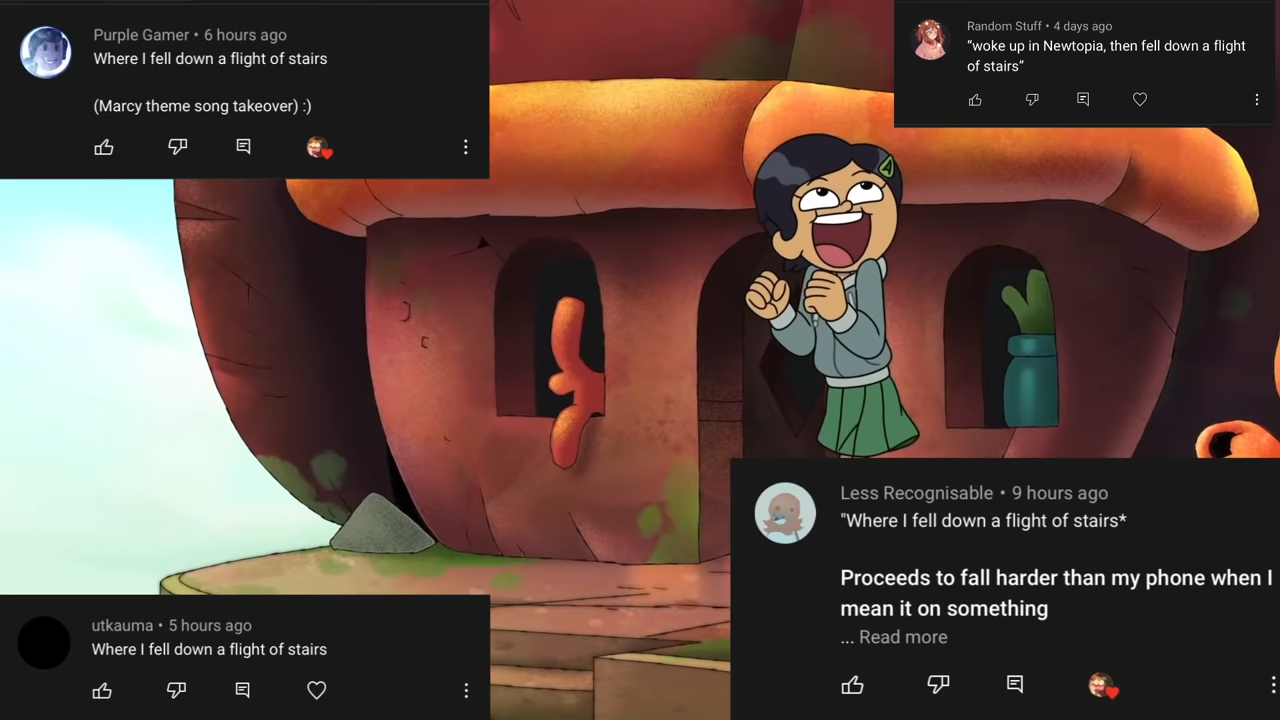 Purple Gamer • 6 hours ago
Where I fell down a flight of stairs
(Marcy theme song takeover) :)
Random Stuff • 4 days ago
“woke up in Newtopia, then fell down a flight
of stairs”
Less Recognisable • 9 hours ago
"Where I fell down a flight of stairs*
Proceeds to fall harder than my phone when I
mean it on something
... Read more
utkauma • 5 hours ago
Where I fell down a flight of stairs